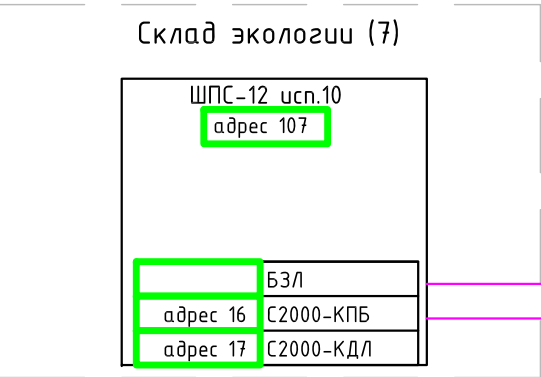 Склад экологии (7)
ШПС-12 исп.10
адрес 107
БЗЛ
адрес 16 С2000-КПБ
адрес 17 С2000-КДЛ